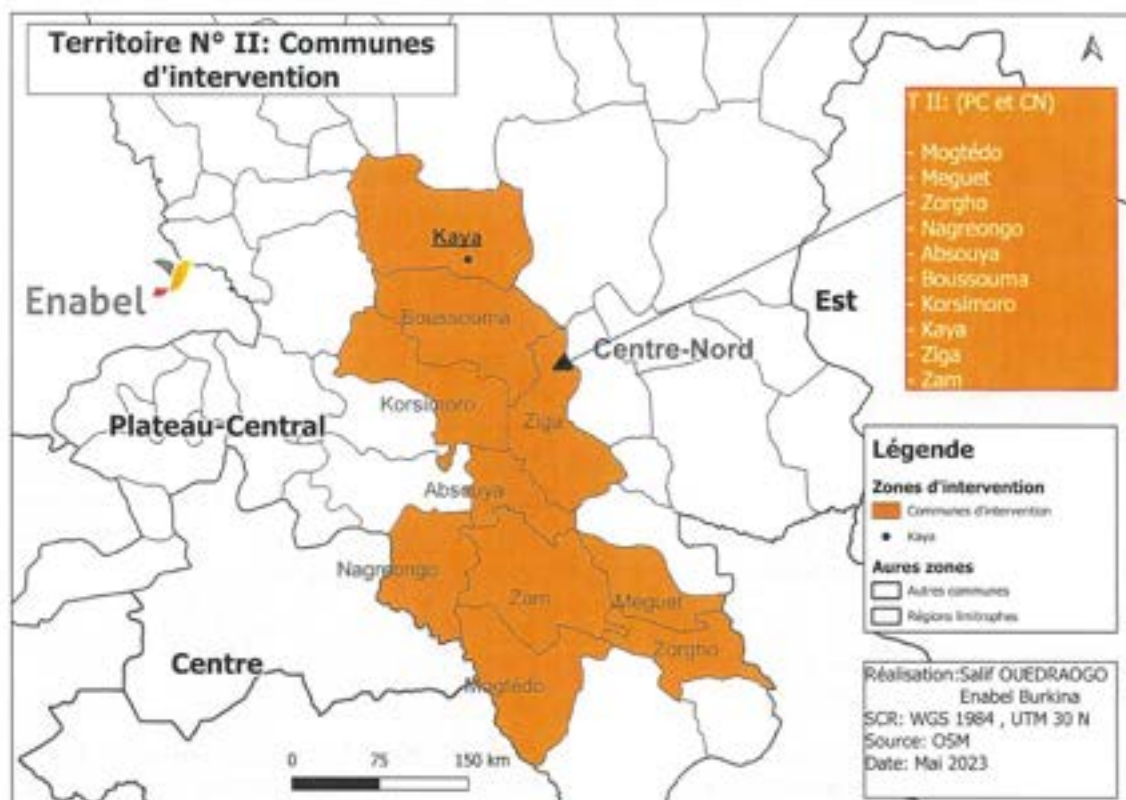 Territoire N° II: Communes
d'intervention
T II: (PC et CN)
- Mogtédo
- Meguet
- Zorgho
- Nagreongo
- Absouya
- Boussouma
- Korsimoro
- Kaya
- Ziga
- Zam
Kaya
Enabel
Boussouma
Est
Centre-Nord
Korsimoro
Ziga
Plateau-Central
Absouya
Nagreongo
Zam
Meguet
Zorgho
Centre
Mogtédo
0 75 150 km
Légende
Zones d'intervention
Communes d'intervention
Kaya
Aures zones
Autres communes
Régions limitrophes
Réalisation:Salif OUEDRAOGO
Enabel Burkina
SCR: WGS 1984 , UTM 30 N
Source: OSM
Date: Mai 2023